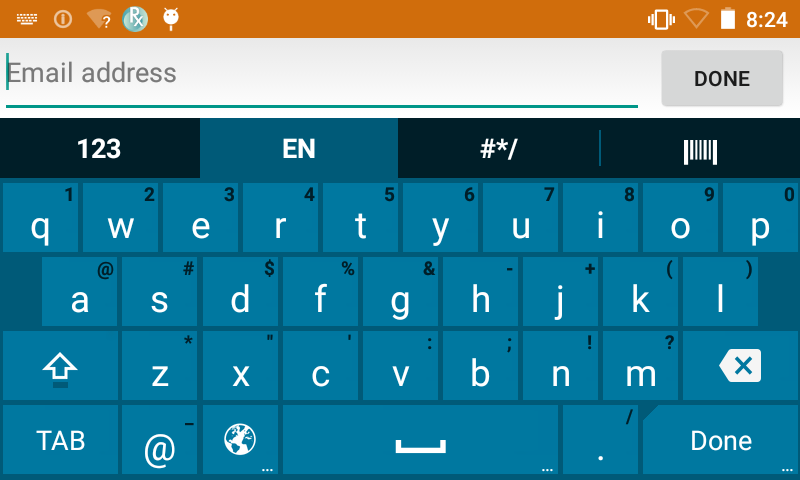 ? Rx 8:24
Email address DONE
123 EN #*/
1 2 3 4 5 6 7 8 9 0
q w e r t y u i o p
@ # $ % & - + ( )
a s d f g h j k l
* " ' : ; ! ?
z x c v b n m
_ /
TAB @ ... ... . Done ...